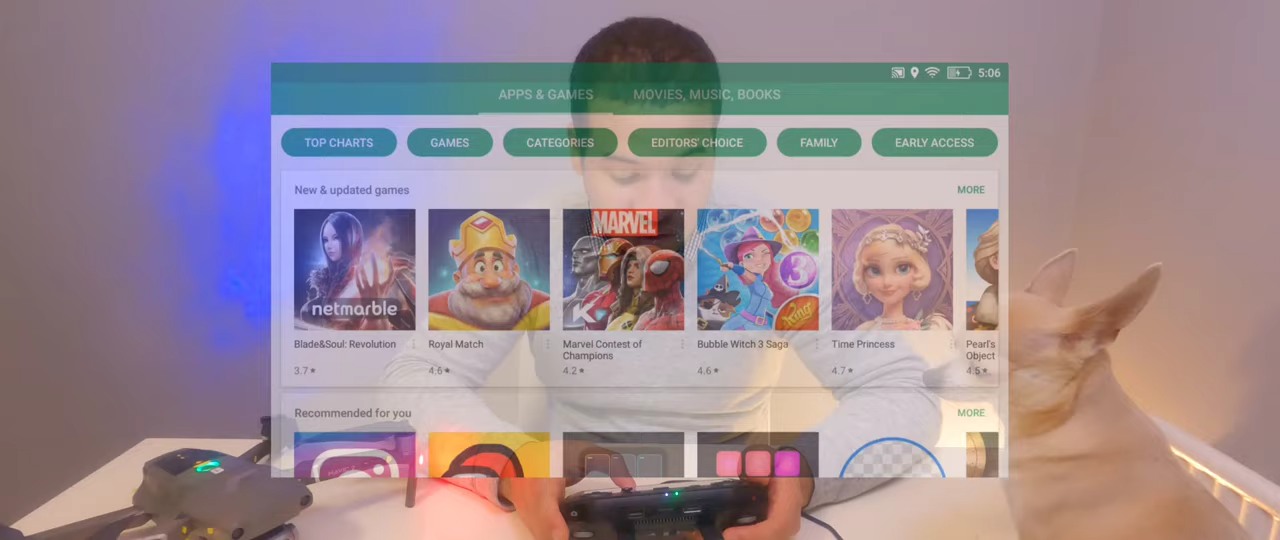 5:06
APPS & GAMES MOVIES, MUSIC, BOOKS
TOP CHARTS GAMES CATEGORIES EDITORS' CHOICE FAMILY EARLY ACCESS
New & updated games MORE
MARVEL
3
netmarble K King
Blade&Soul: Revolution Royal Match Marvel Contest of Bubble Witch 3 Saga Time Princess Pearl's
Champions Object
3.7★ 4.6★ 4.2★ 4.6★ 4.7★ 4.5★
Recommended for you MORE